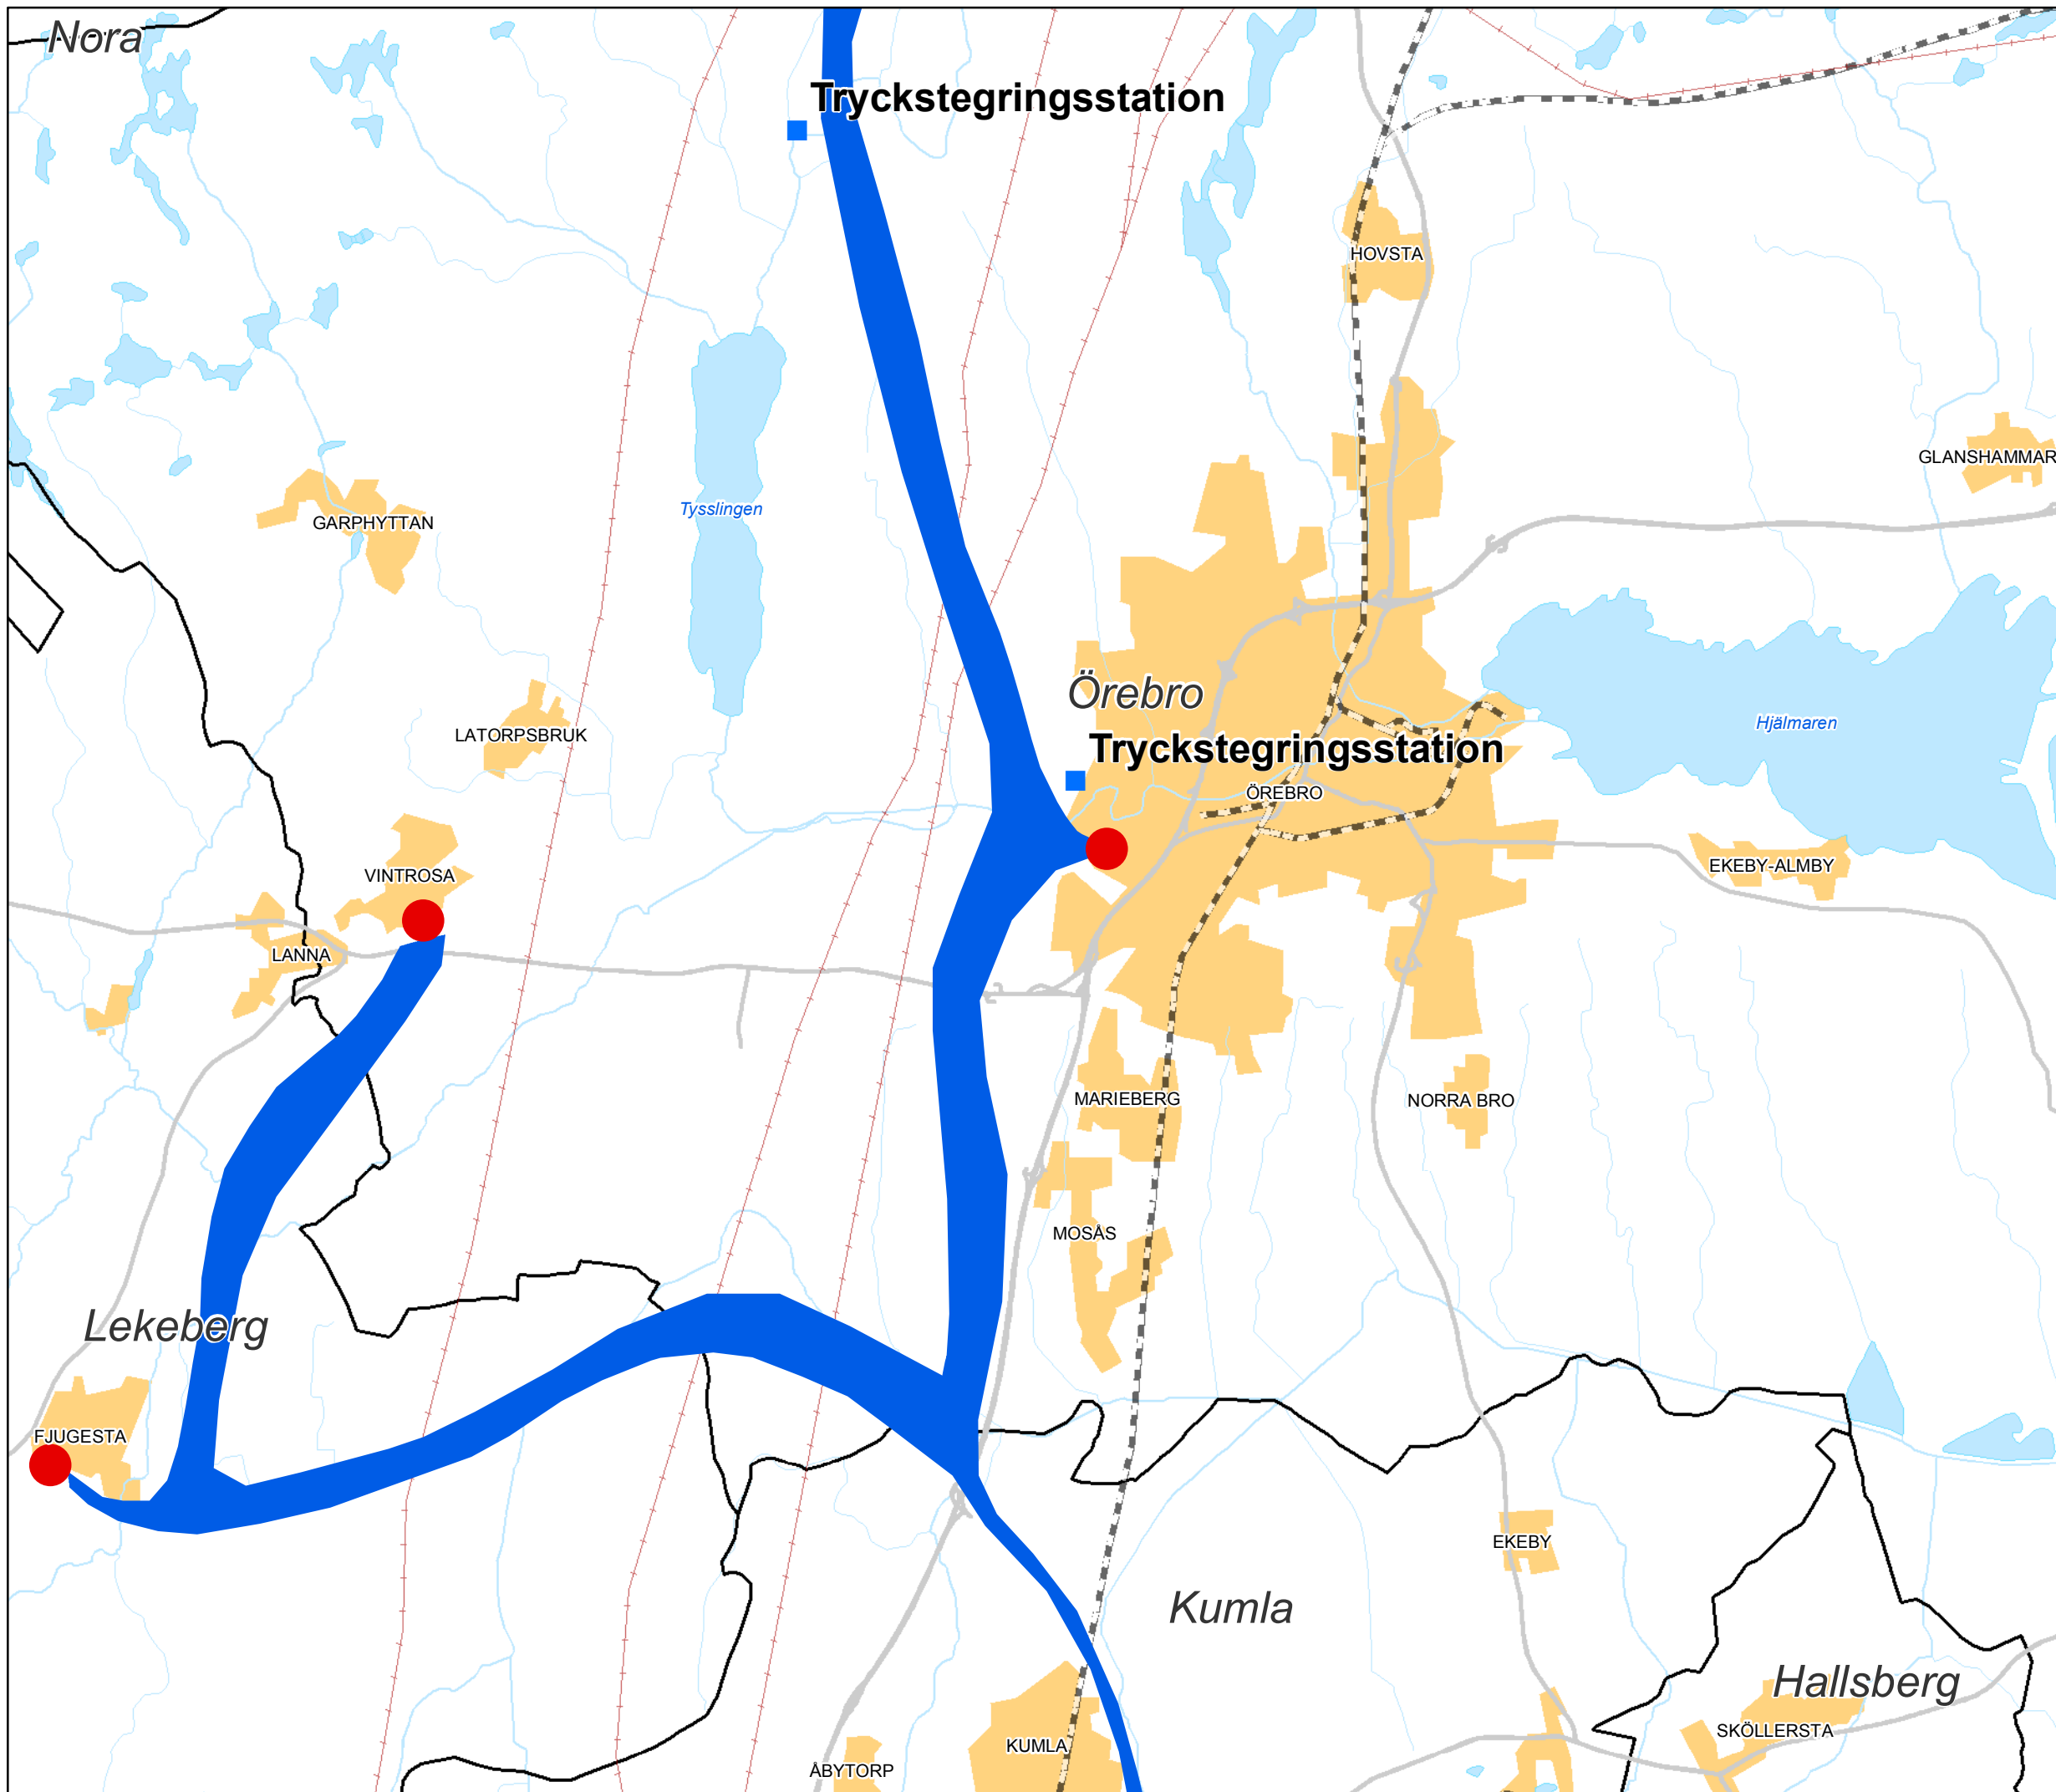 Nora
Tryckstegringsstation
HOVSTA
GLANSHAMMAR
Tysslingen
GARPHYTTAN
Örebro
Hjälmaren
LATORPSBRUK
Tryckstegringsstation
ÖREBRO
EKEBY-ALMBY
VINTROSA
LANNA
MARIEBERG
NORRA BRO
MOSÅS
Lekeberg
FJUGESTA
EKEBY
Kumla
Hallsberg
SKÖLLERSTA
KUMLA
ÅBYTORP